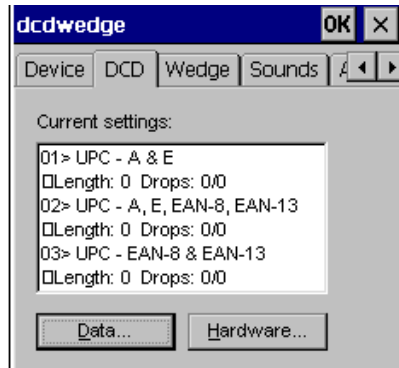 dcdwedge OK ×
Device DCD Wedge Sounds
Current settings:
01> UPC - A & E
□Length: 0 Drops: 0/0
02> UPC - A, E, EAN-8, EAN-13
□Length: 0 Drops: 0/0
03> UPC - EAN-8 & EAN-13
□Length: 0 Drops: 0/0
Data... Hardware...